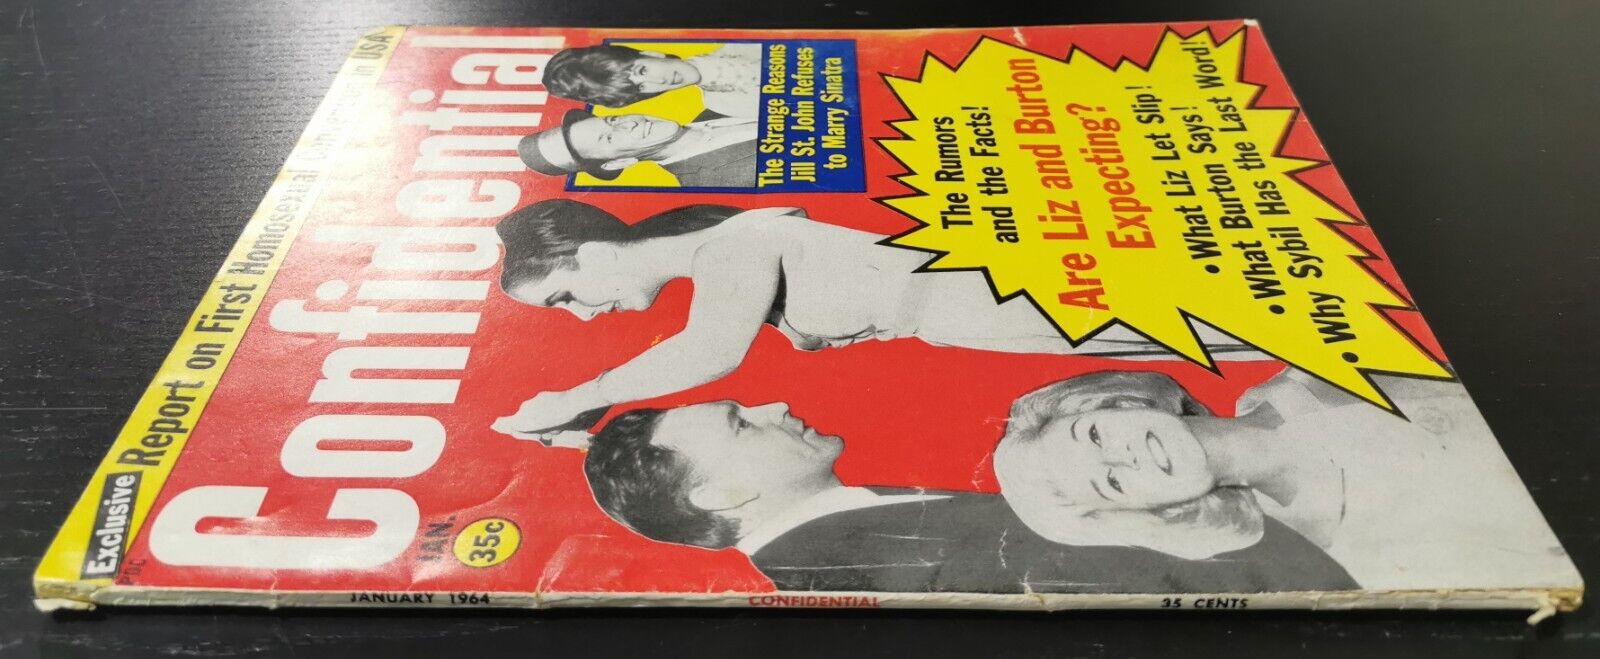 Exclusive Report on First Homosexual in USA
PDC
Confidential
JAN.
35c
The Strange Reasons
Jill St. John Refuses
to Marry Sinatra
The Rumors
and the Facts!
Are Liz and Burton
Expecting?
• What Liz Let Slip!
• What Burton Says!
• Why Sybil Has the Last Word!
JANUARY 1964 CONFIDENTIAL 35 CENTS